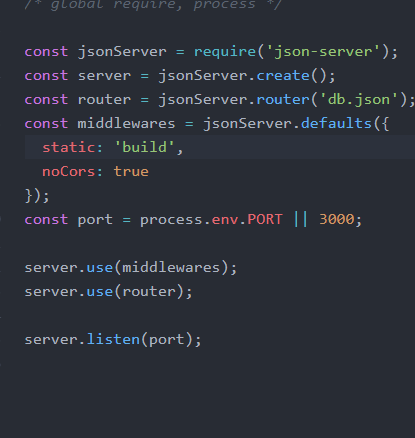 /* global require, process */
const jsonServer = require('json-server');
const server = jsonServer.create();
const router = jsonServer.router('db.json');
const middlewares = jsonServer.defaults({
static: 'build',
noCors: true
});
const port = process.env.PORT || 3000;
server.use(middlewares);
server.use(router);
server.listen(port);